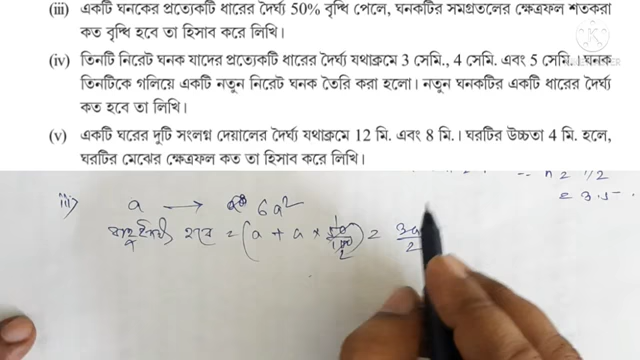 (iii) একটি ঘনকের প্রত্যেকটি ধারের দৈর্ঘ্য 50% বৃদ্ধি পেলে, ঘনকটির সমগ্রতলের ক্ষেত্রফল শতকরা
কত বৃদ্ধি হবে তা হিসাব করে লিখি।
(iv) তিনটি নিরেট ঘনক যাদের প্রত্যেকটি ধারের দৈর্ঘ্য যথাক্রমে 3 সেমি., 4 সেমি. এবং 5 সেমি.। ঘনক
তিনটিকে গলিয়ে একটি নতুন নিরেট ঘনক তৈরি করা হলো। নতুন ঘনকটির একটি ধারের দৈর্ঘ্য
কত হবে তা লিখি।
(v) একটি ঘরের দুটি সংলগ্ন দেয়ালের দৈর্ঘ্য যথাক্রমে 12 মি. এবং 8 মি.। ঘরটির উচ্চতা 4 মি. হলে,
ঘরটির মেঝের ক্ষেত্রফল কত তা হিসাব করে লিখি।
= 3.5
iii) a → 6a²
হবে = (a + a × 50/100) = 3a/2